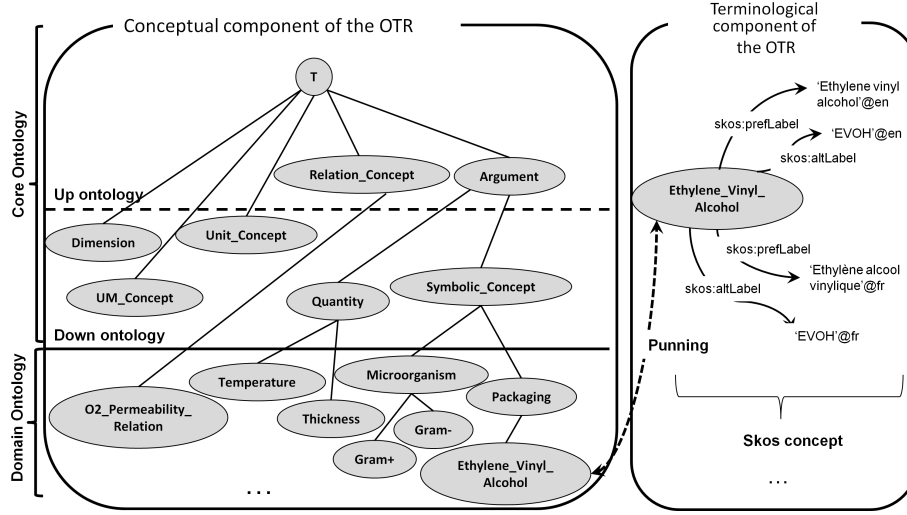 Conceptual component of the OTR
Terminological
component of
the OTR
Core Ontology
T
Relation_Concept
Argument
Up ontology
Dimension
Unit_Concept
UM_Concept
Quantity
Symbolic_Concept
Down ontology
Domain Ontology
O2_Permeability_
Relation
Temperature
Thickness
Microorganism
Packaging
Gram-
Gram+
Ethylene_Vinyl_
Alcohol
...
‘Ethylene vinyl
alcohol’@en
skos:prefLabel
‘EVOH’@en
skos:altLabel
Ethylene_Vinyl_
Alcohol
skos:prefLabel
‘Ethylène alcool
vinylique’@fr
skos:altLabel
‘EVOH’@fr
Punning
Skos concept
...